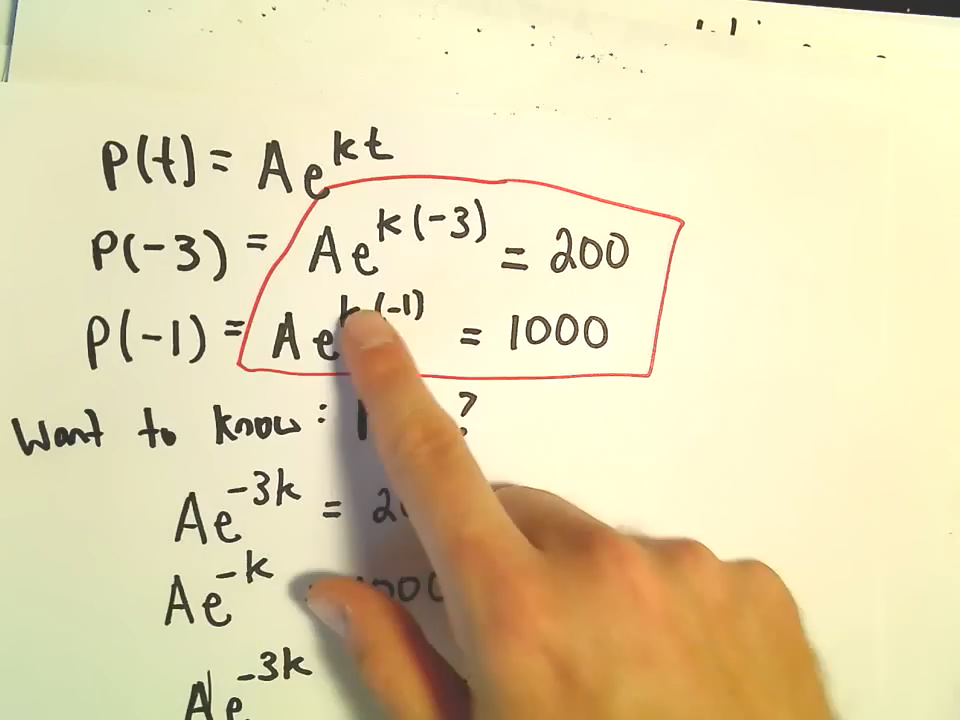 P(t) = Ae^kt
P(-3) = Ae^k(-3) = 200
P(-1) = Ae^k(-1) = 1000
Want to know: ?
Ae^-3k = 2
Ae^-k 1000
Ae^-3k